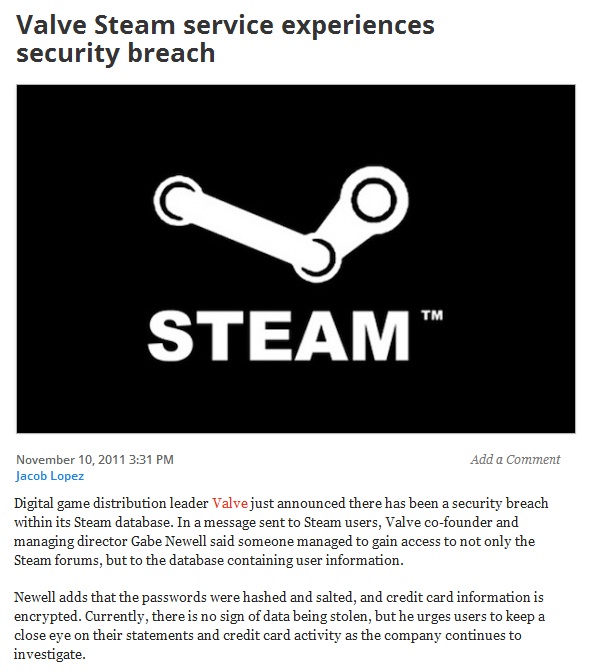 Valve Steam service experiences
security breach
STEAM™
November 10, 2011 3:31 PM
Add a Comment
Jacob Lopez
Digital game distribution leader Valve just announced there has been a security breach
within its Steam database. In a message sent to Steam users, Valve co-founder and
managing director Gabe Newell said someone managed to gain access to not only the
Steam forums, but to the database containing user information.
Newell adds that the passwords were hashed and salted, and credit card information is
encrypted. Currently, there is no sign of data being stolen, but he urges users to keep a
close eye on their statements and credit card activity as the company continues to
investigate.